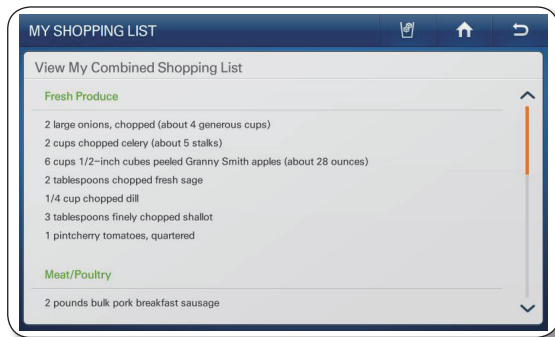 MY SHOPPING LIST
View My Combined Shopping List
Fresh Produce
2 large onions, chopped (about 4 generous cups)
2 cups chopped celery (about 5 stalks)
6 cups 1/2-inch cubes peeled Granny Smith apples (about 28 ounces)
2 tablespoons chopped fresh sage
1/4 cup chopped dill
3 tablespoons finely chopped shallot
1 pintcherry tomatoes, quartered
Meat/Poultry
2 pounds bulk pork breakfast sausage